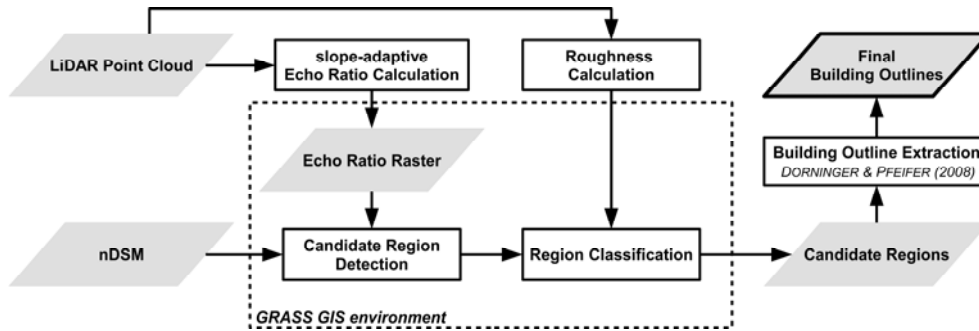 LiDAR Point Cloud
slope-adaptive
Echo Ratio Calculation
Roughness
Calculation
Final
Building Outlines
Echo Ratio Raster
Building Outline Extraction
DORNINGER & PFEIFER (2008)
nDSM
Candidate Region
Detection
Region Classification
Candidate Regions
GRASS GIS environment